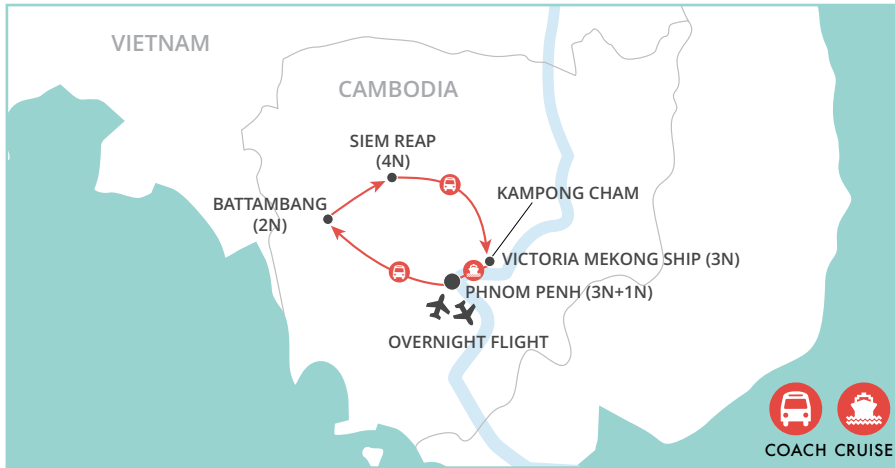 VIETNAM
CAMBODIA
SIEM REAP
(4N)
KAMPONG CHAM
BATTAMBANG
(2N)
VICTORIA MEKONG SHIP (3N)
PHNOM PENH (3N+1N)
OVERNIGHT FLIGHT
COACH CRUISE